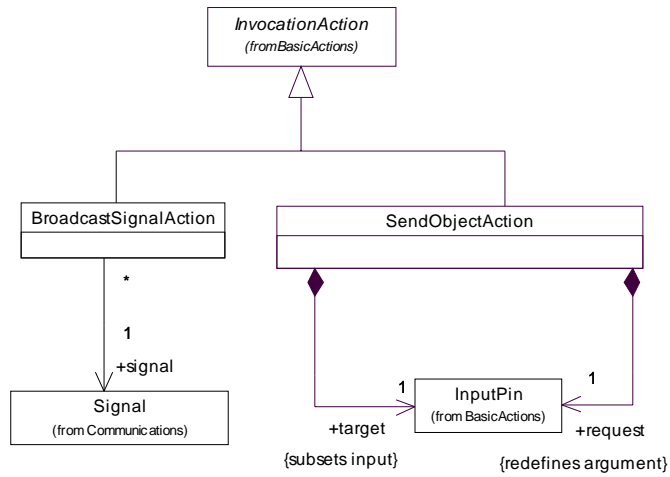 InvocationAction
(fromBasicActions)
BroadcastSignalAction
SendObjectAction
*
1
+signal
Signal
(from Communications)
1
InputPin
(from BasicActions)
1
+target
{subsets input}
+request
{redefines argument}